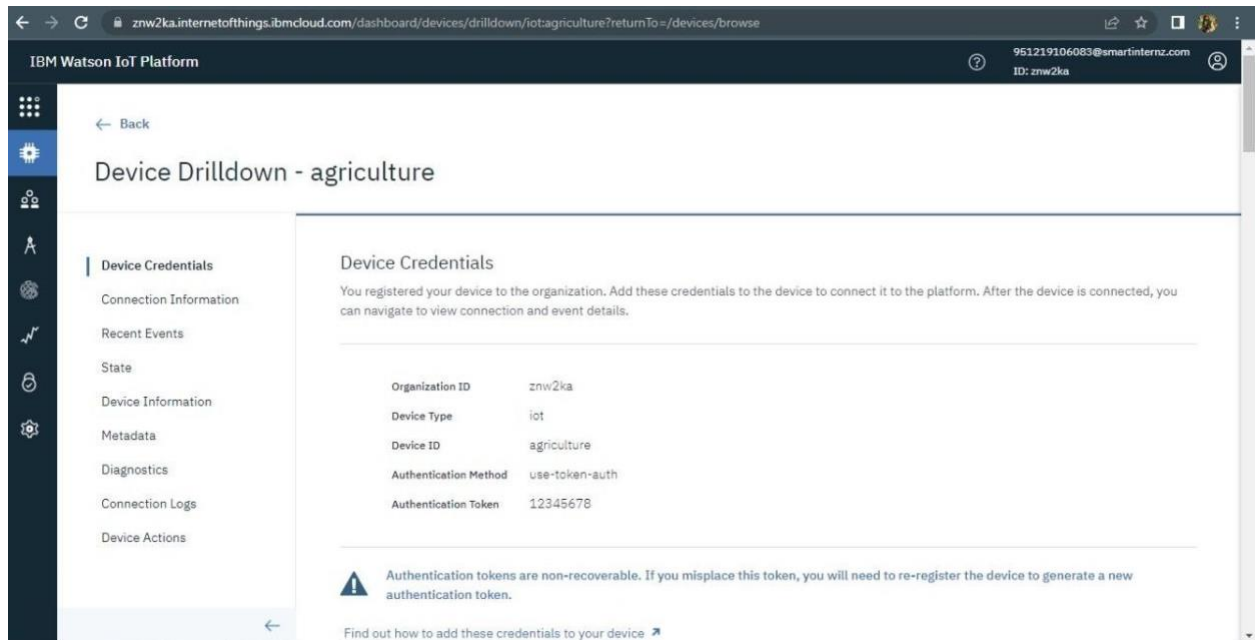 znw2ka.internetofthings.ibmcloud.com/dashboard/devices/drilldown/iot:agriculture?returnTo=/devices/browse
IBM Watson IoT Platform
951219106083@smartinternz.com
ID: znw2ka
← Back
Device Drilldown - agriculture
Device Credentials
Connection Information
Recent Events
State
Device Information
Metadata
Diagnostics
Connection Logs
Device Actions
Device Credentials
You registered your device to the organization. Add these credentials to the device to connect it to the platform. After the device is connected, you
can navigate to view connection and event details.
Organization ID znw2ka
Device Type iot
Device ID agriculture
Authentication Method use-token-auth
Authentication Token 12345678
Authentication tokens are non-recoverable. If you misplace this token, you will need to re-register the device to generate a new
authentication token.
Find out how to add these credentials to your device